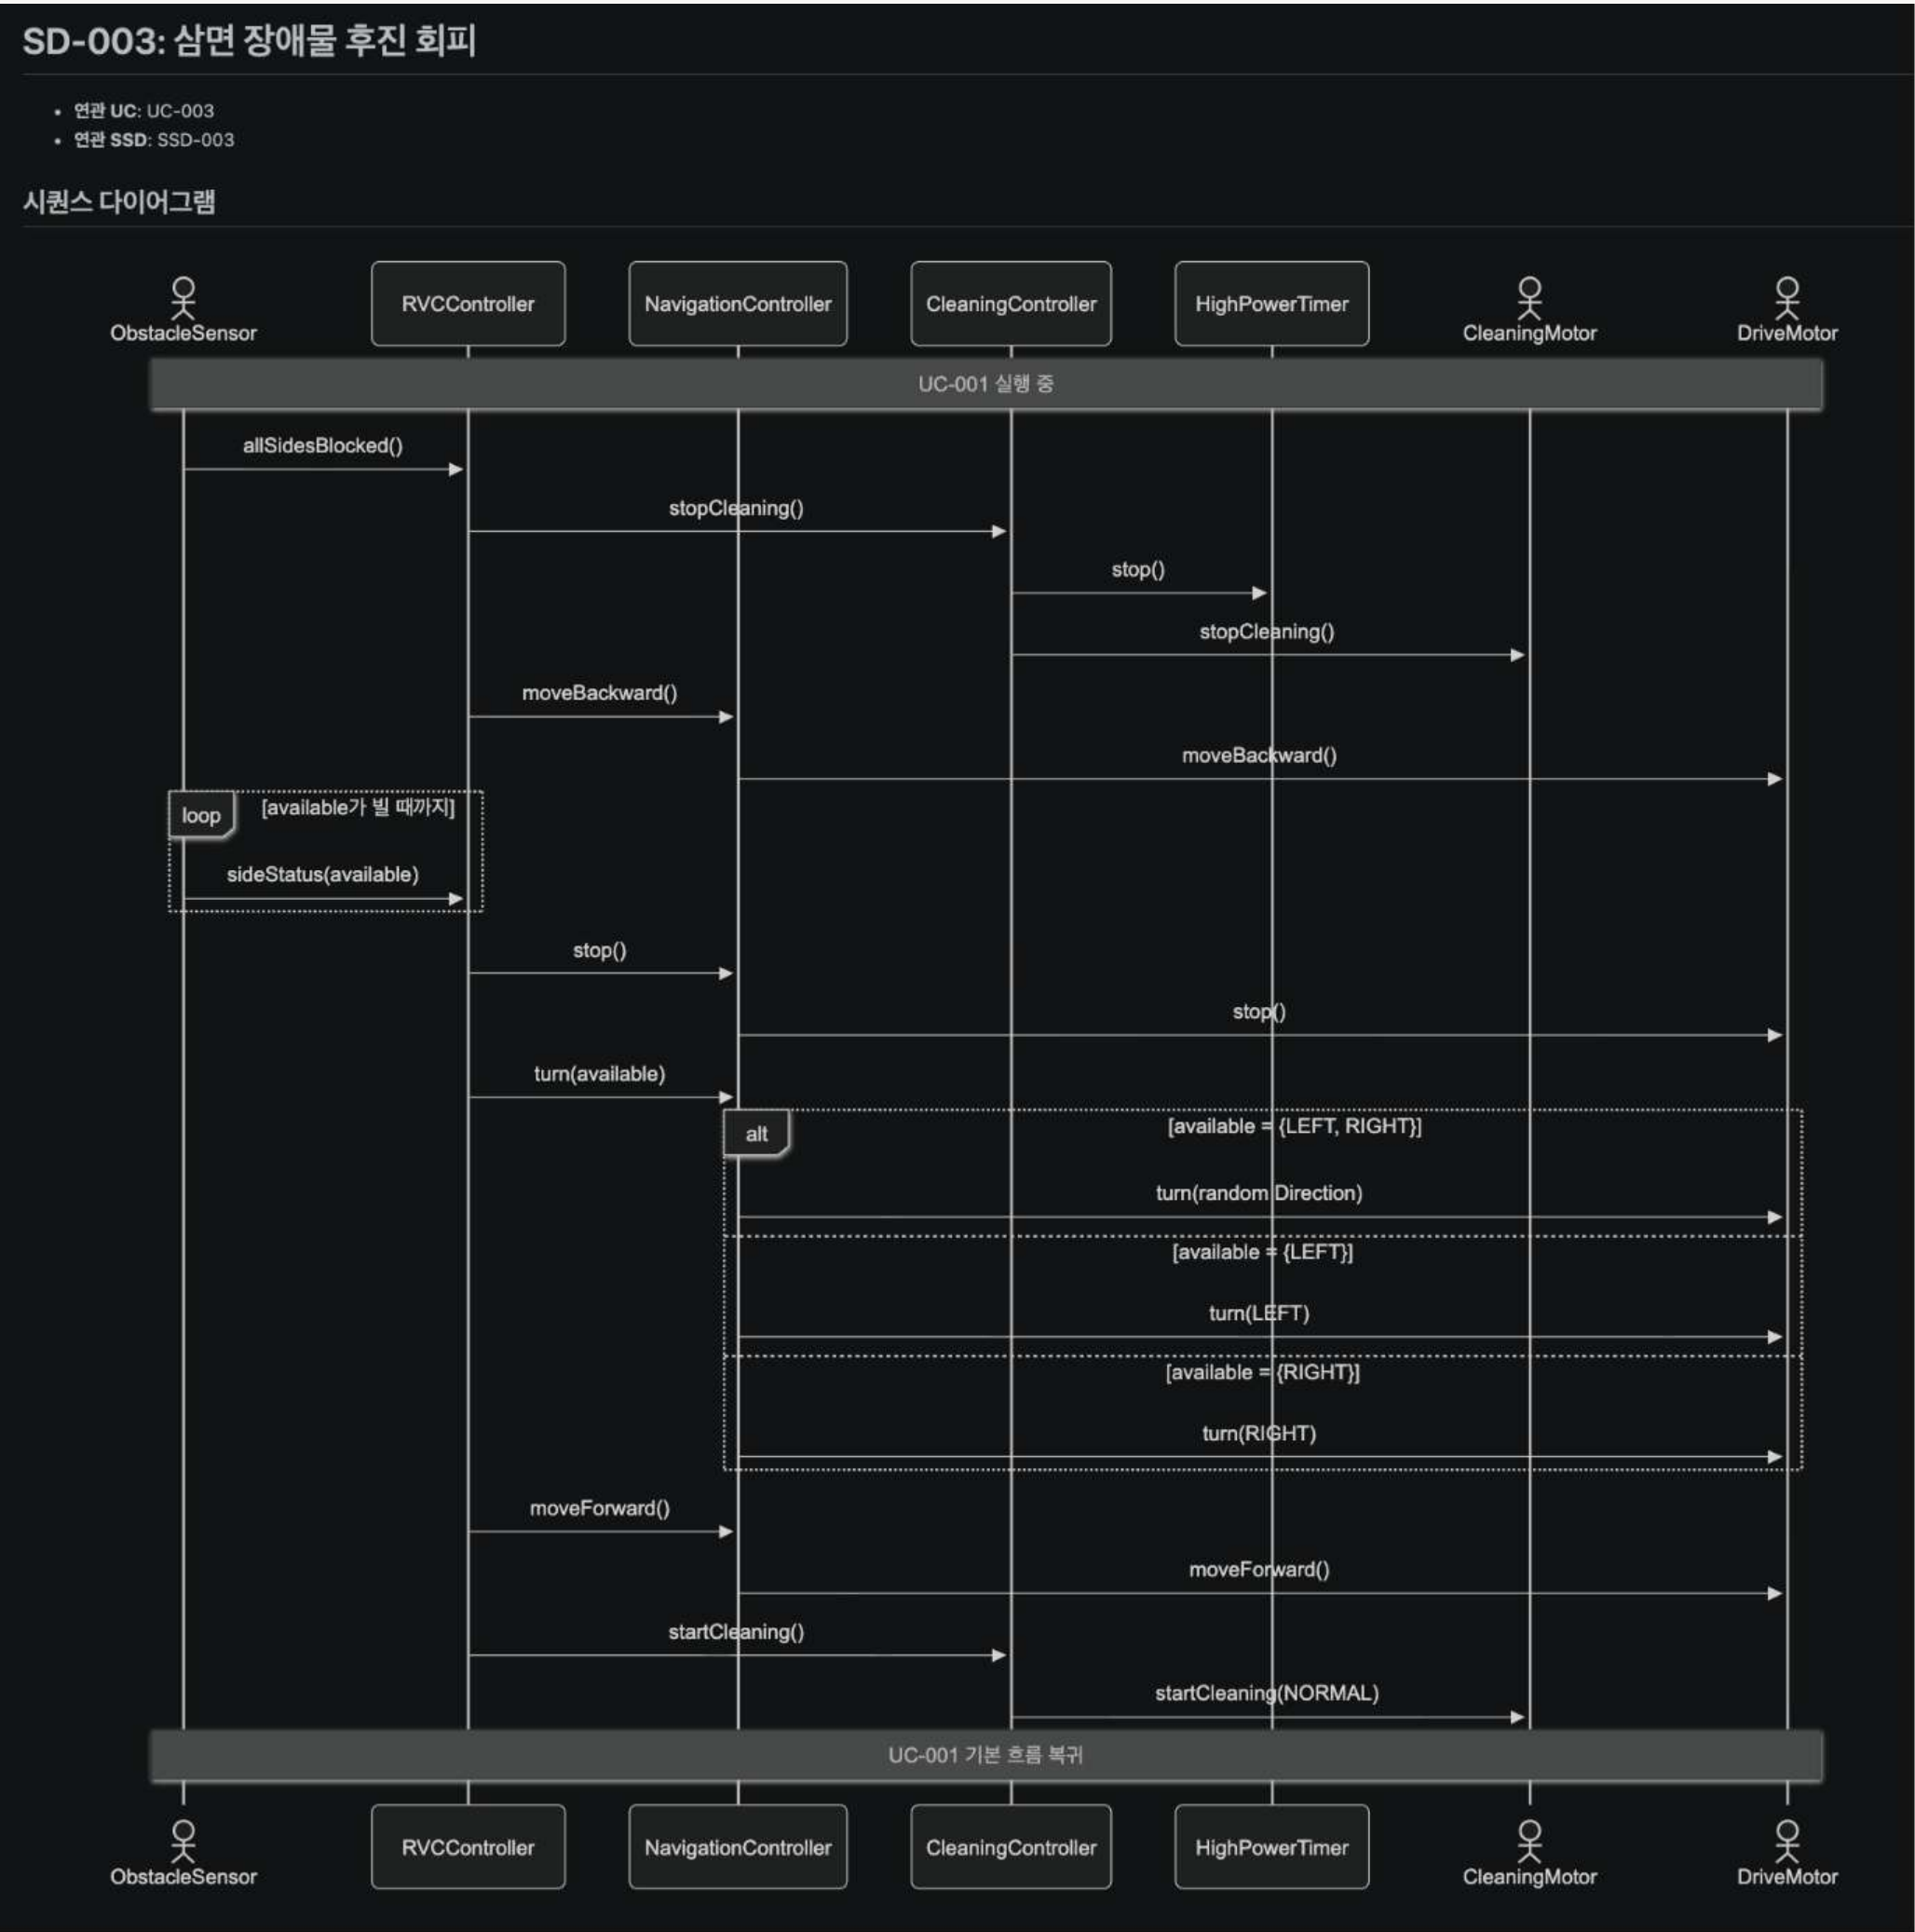 SD-003: 삼면 장애물 후진 회피
연관 UC: UC-003
연관 SSD: SSD-003
시퀀스 다이어그램
ObstacleSensor
RVCController
NavigationController
CleaningController
HighPowerTimer
CleaningMotor
DriveMotor
UC-001 실행 중
allSidesBlocked()
stopCleaning()
stop()
stopCleaning()
moveBackward()
moveBackward()
loop
[available가 빌 때까지]
sideStatus(available)
stop()
stop()
turn(available)
alt
[available = {LEFT, RIGHT}]
turn(random Direction)
[available = {LEFT}]
turn(LEFT)
[available = {RIGHT}]
turn(RIGHT)
moveForward()
moveForward()
startCleaning()
startCleaning(NORMAL)
UC-001 기본 흐름 복귀
ObstacleSensor
RVCController
NavigationController
CleaningController
HighPowerTimer
CleaningMotor
DriveMotor